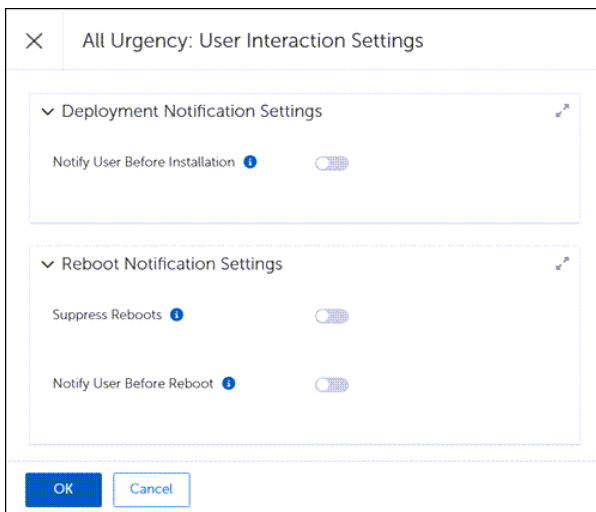 All Urgency: User Interaction Settings
Deployment Notification Settings
Notify User Before Installation
Reboot Notification Settings
Suppress Reboots
Notify User Before Reboot
OK Cancel